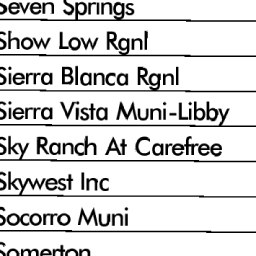 Seven Springs
Show Low Rgnl
Sierra Blanca Rgnl
Sierra Vista Muni-Libby
Sky Ranch At Carefree
Skywest Inc
Socorro Muni
Somerton